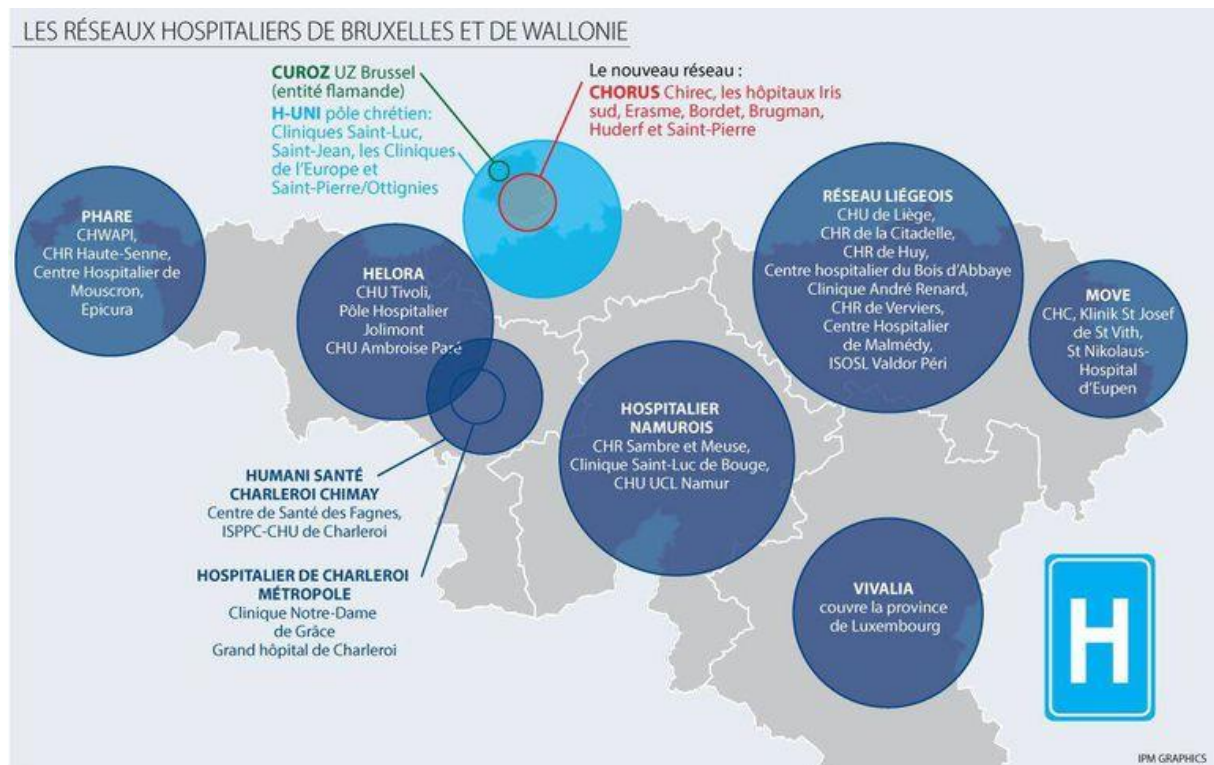 LES RÉSEAUX HOSPITALIERS DE BRUXELLES ET DE WALLONIE
CUROZ UZ Brussel
(entité flamande)
H-UNI pôle chrétien:
Cliniques Saint-Luc,
Saint-Jean, les Cliniques
de l'Europe et
Saint-Pierre/Ottignies
Le nouveau réseau :
CHORUS Chirec, les hôpitaux Iris
sud, Erasme, Bordet, Brugman,
Huderf et Saint-Pierre
PHARE
CHWAPI,
CHR Haute-Senne,
Centre Hospitalier de
Mouscron,
Epicura
HELORA
CHU Tivoli,
Pôle Hospitalier
Jolimont
CHU Ambroise Paré
RÉSEAU LIÉGEOIS
CHU de Liège,
CHR de la Citadelle,
CHR de Huy,
Centre hospitalier du Bois d'Abbaye
Clinique André Renard,
CHR de Verviers,
Centre Hospitalier
de Malmédy,
ISOSL Valdor Péri
MOVE
CHC, Klinik St Josef
de St Vith,
St Nikolaus-
Hospital
d'Eupen
HOSPITALIER
NAMUROIS
CHR Sambre et Meuse,
Clinique Saint-Luc de Bouge,
CHU UCL Namur
HUMANI SANTÉ
CHARLEROI CHIMAY
Centre de Santé des Fagnes,
ISPPC-CHU de Charleroi
HOSPITALIER DE CHARLEROI
MÉTROPOLE
Clinique Notre-Dame
de Grâce
Grand hôpital de Charleroi
VIVALIA
couvre la province
de Luxembourg
H
IPM GRAPHICS